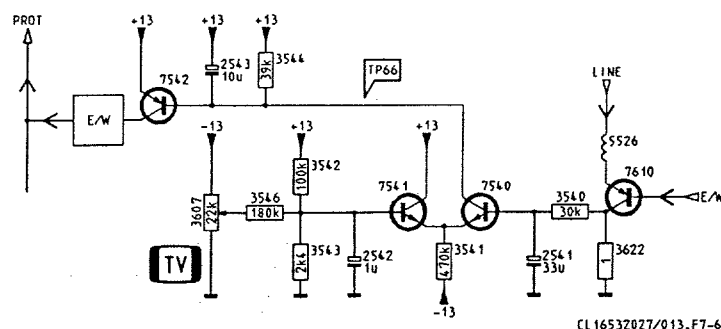 PROT
+13
+13
+13
7542
2543
10u
3544
39k
TP66
LINE
E/W
5526
-13
+13
+13
3542
100k
7541
7540
7610
3607
22k
3546
180k
3540
30k
E/W
3543
2k4
2542
1u
3541
470k
2541
33u
3622
1
TV
-13
CL16532027/013.F7-6